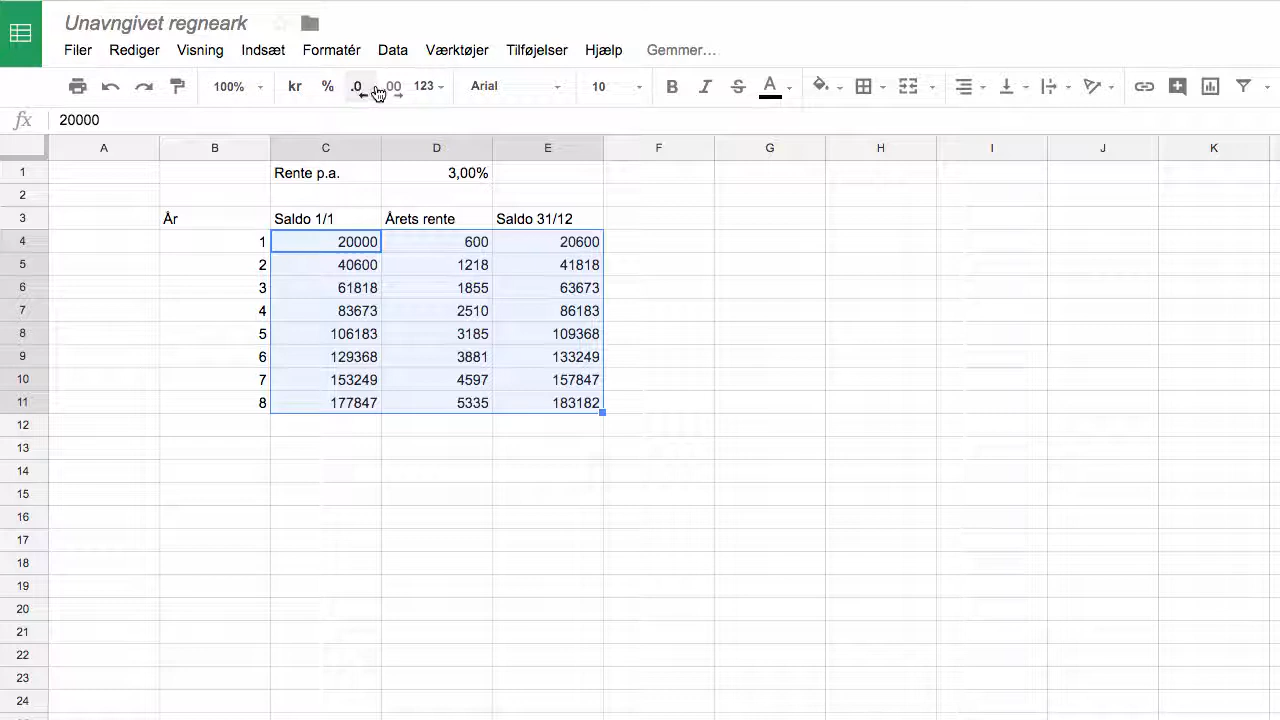 Unavngivet regneark
Filer Rediger Visning Indsæt Formatér Data Værktøjer Tilføjelser Hjælp Gemmer...
100% kr % .0 .00 123 Arial 10 B I S A
fx 20000
A B C D E F G H I J K
1 Rente p.a. 3,00%
2
3 År Saldo 1/1 Årets rente Saldo 31/12
4 1 20000 600 20600
5 2 40600 1218 41818
6 3 61818 1855 63673
7 4 83673 2510 86183
8 5 106183 3185 109368
9 6 129368 3881 133249
10 7 153249 4597 157847
11 8 177847 5335 183182
12
13
14
15
16
17
18
19
20
21
22
23
24